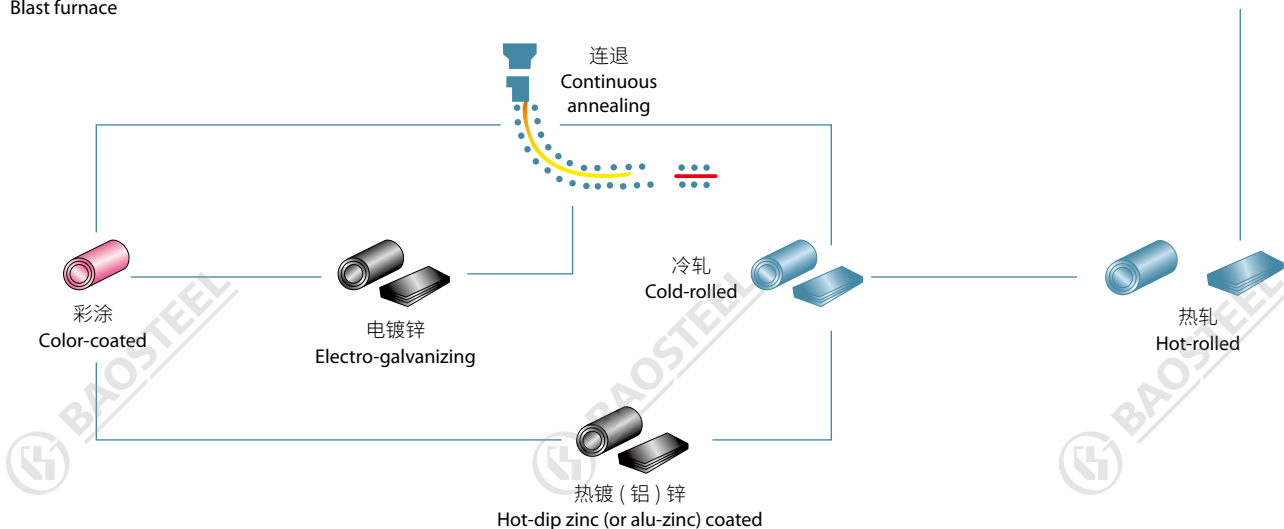 Blast furnace
连退
Continuous
annealing
冷轧
Cold-rolled
彩涂
Color-coated
电镀锌
Electro-galvanizing
热轧
Hot-rolled
热镀 ( 铝 ) 锌
Hot-dip zinc (or alu-zinc) coated
BAOSTEEL
BAOSTEEL
BAOSTEEL